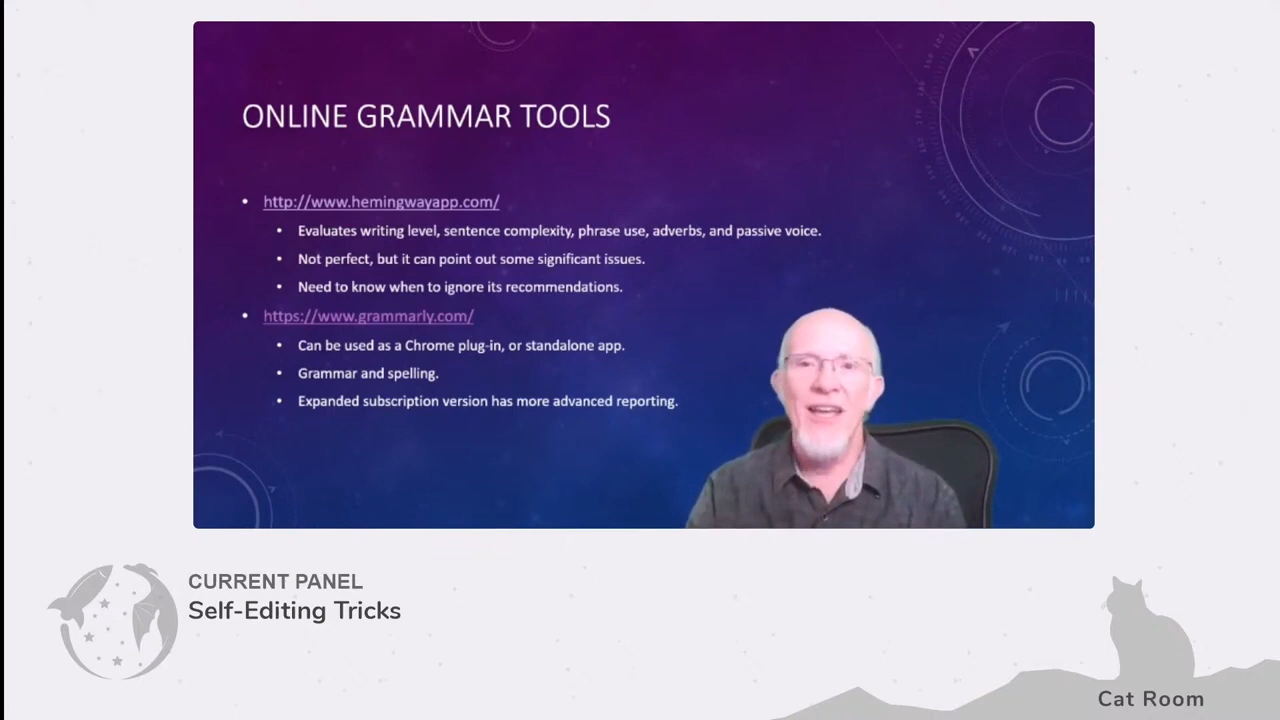 ONLINE GRAMMAR TOOLS
• http://www.hemingwayapp.com/
• Evaluates writing level, sentence complexity, phrase use, adverbs, and passive voice.
• Not perfect, but it can point out some significant issues.
• Need to know when to ignore its recommendations.
• https://www.grammarly.com/
• Can be used as a Chrome plug-in, or standalone app.
• Grammar and spelling.
• Expanded subscription version has more advanced reporting.
CURRENT PANEL
Self-Editing Tricks
Cat Room